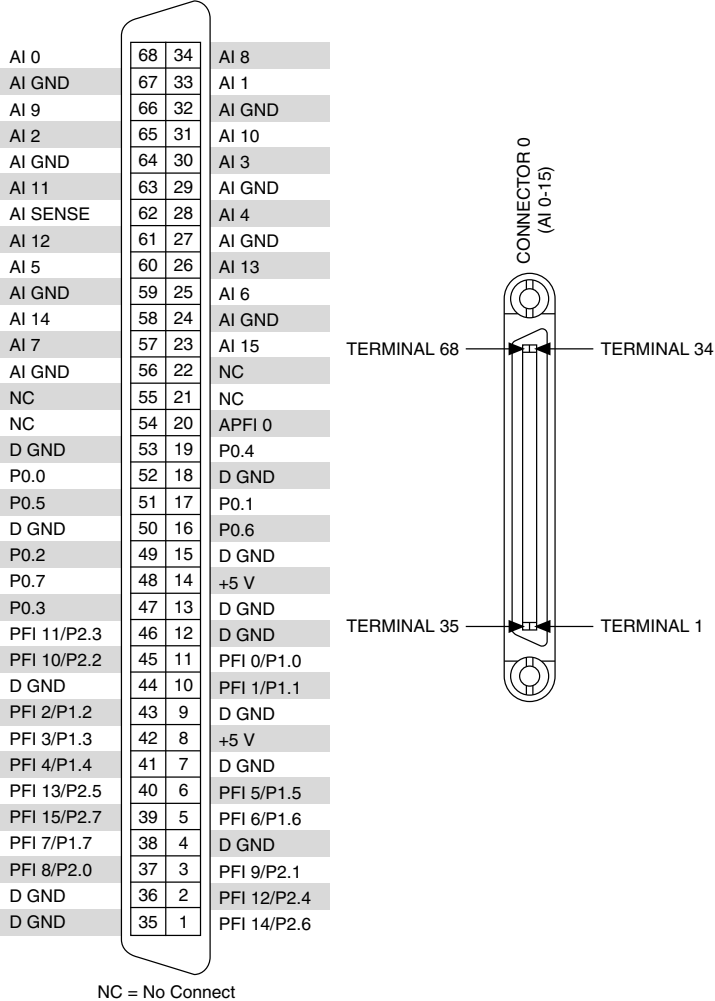 AI 0 68 34 AI 8
AI GND 67 33 AI 1
AI 9 66 32 AI GND
AI 2 65 31 AI 10
AI GND 64 30 AI 3
AI 11 63 29 AI GND
AI SENSE 62 28 AI 4
AI 12 61 27 AI GND
AI 5 60 26 AI 13
AI GND 59 25 AI 6
AI 14 58 24 AI GND
AI 7 57 23 AI 15
AI GND 56 22 NC
NC 55 21 NC
NC 54 20 APFI 0
D GND 53 19 P0.4
P0.0 52 18 D GND
P0.5 51 17 P0.1
D GND 50 16 P0.6
P0.2 49 15 D GND
P0.7 48 14 +5 V
P0.3 47 13 D GND
PFI 11/P2.3 46 12 D GND
PFI 10/P2.2 45 11 PFI 0/P1.0
D GND 44 10 PFI 1/P1.1
PFI 2/P1.2 43 9 D GND
PFI 3/P1.3 42 8 +5 V
PFI 4/P1.4 41 7 D GND
PFI 13/P2.5 40 6 PFI 5/P1.5
PFI 15/P2.7 39 5 PFI 6/P1.6
PFI 7/P1.7 38 4 D GND
PFI 8/P2.0 37 3 PFI 9/P2.1
D GND 36 2 PFI 12/P2.4
D GND 35 1 PFI 14/P2.6
NC = No Connect
CONNECTOR 0
(AI 0-15)
TERMINAL 68 TERMINAL 34
TERMINAL 35 TERMINAL 1